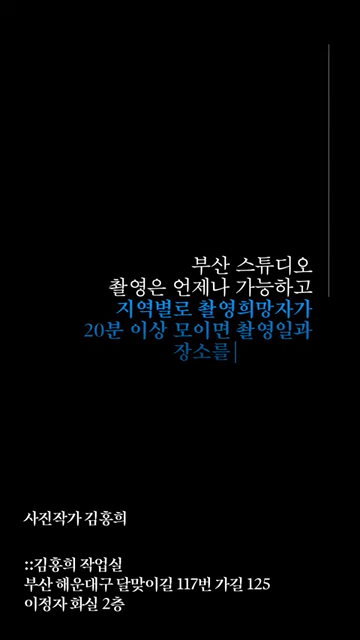 부산 스튜디오
촬영은 언제나 가능하고
지역별로 촬영희망자가
20분 이상 모이면 촬영일과
장소를
사진작가 김홍희
::김홍희 작업실
부산 해운대구 달맞이길 117번 가길 125
이정자 화실 2층